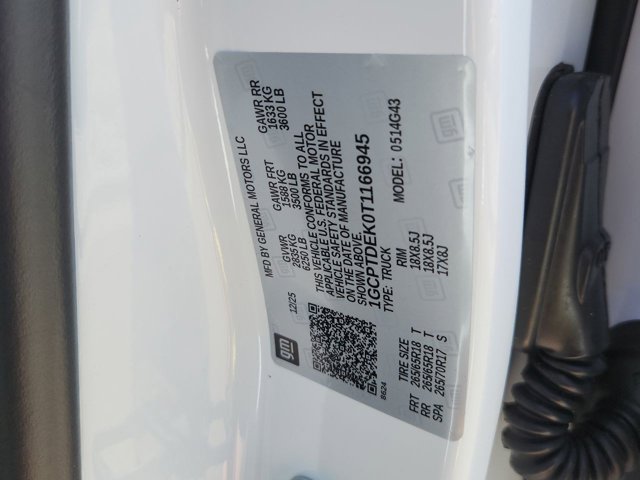 MFD BY GENERAL MOTORS LLC
12/25
GVWR
2835 KG
6250 LB
GAWR FRT
1588 KG
3500 LB
GAWR RR
1633 KG
3600 LB
THIS VEHICLE CONFORMS TO ALL
APPLICABLE U.S. FEDERAL MOTOR
VEHICLE SAFETY STANDARDS IN EFFECT
ON THE DATE OF MANUFACTURE
SHOWN ABOVE.
1GCPTDEK0T1166945
TYPE: TRUCK
MODEL: 0514G43
gm
8624
TIRE SIZE RIM
FRT 265/65R18 T 18X8.5J
RR 265/65R18 T 18X8.5J
SPA 265/70R17 S 17X8J